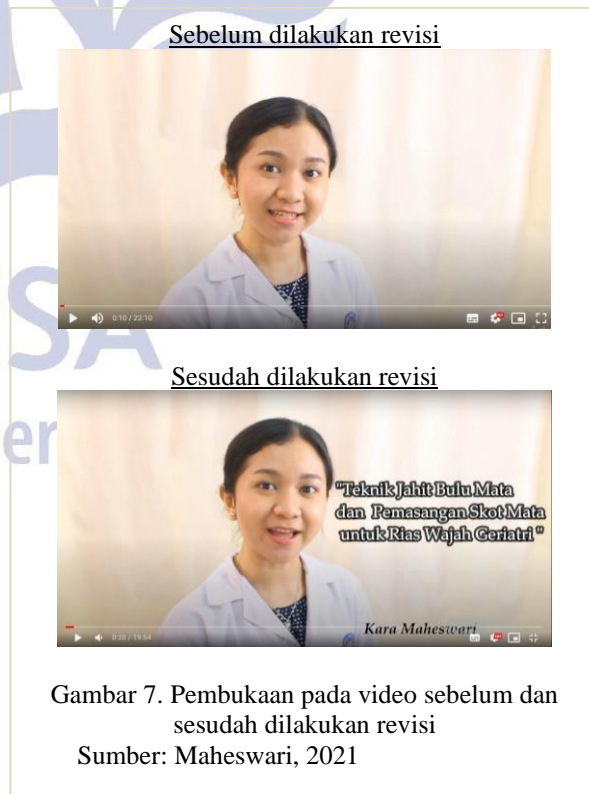 Sebelum dilakukan revisi
0:10 / 22:10
SA
Sesudah dilakukan revisi
er
"Teknik Jahit Bulu Mata
dan Pemasangan Skot Mata
untuk Rias Wajah Geriatri "
Kara Maheswari
0:20 / 19:54
Gambar 7. Pembukaan pada video sebelum dan
sesudah dilakukan revisi
Sumber: Maheswari, 2021